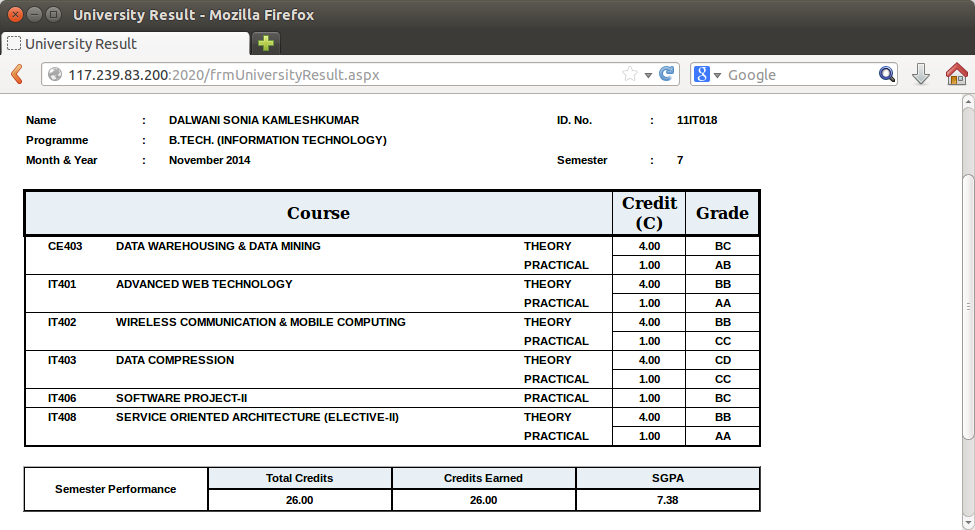 University Result - Mozilla Firefox
University Result
117.239.83.200:2020/frmUniversityResult.aspx
Google
Name : DALWANI SONIA KAMLESHKUMAR ID. No. : 11IT018
Programme : B.TECH. (INFORMATION TECHNOLOGY)
Month & Year : November 2014 Semester : 7
Course Credit (C) Grade
CE403 DATA WAREHOUSING & DATA MINING THEORY 4.00 BC
PRACTICAL 1.00 AB
IT401 ADVANCED WEB TECHNOLOGY THEORY 4.00 BB
PRACTICAL 1.00 AA
IT402 WIRELESS COMMUNICATION & MOBILE COMPUTING THEORY 4.00 BB
PRACTICAL 1.00 CC
IT403 DATA COMPRESSION THEORY 4.00 CD
PRACTICAL 1.00 CC
IT406 SOFTWARE PROJECT-II PRACTICAL 1.00 BC
IT408 SERVICE ORIENTED ARCHITECTURE (ELECTIVE-II) THEORY 4.00 BB
PRACTICAL 1.00 AA
Semester Performance Total Credits Credits Earned SGPA
26.00 26.00 7.38